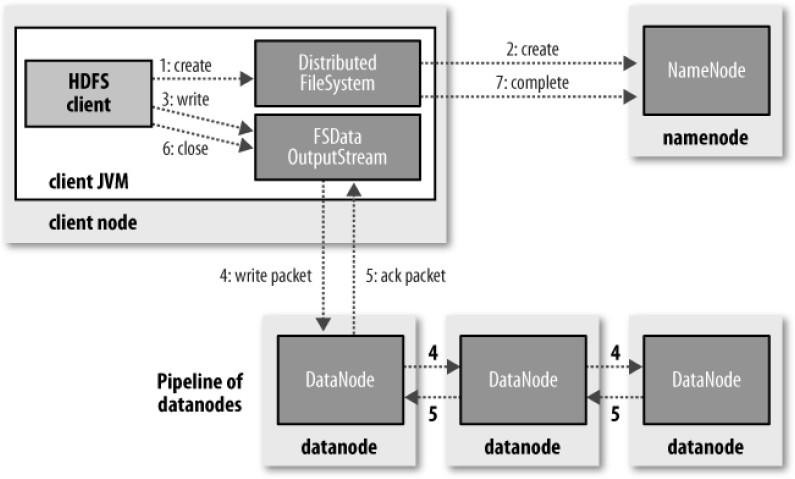 HDFS
client
1: create
3: write
6: close
Distributed
FileSystem
FSData
OutputStream
client JVM
client node
2: create
7: complete
NameNode
namenode
4: write packet
5: ack packet
Pipeline of
datanodes
DataNode
datanode
4
5
DataNode
datanode
4
5
DataNode
datanode